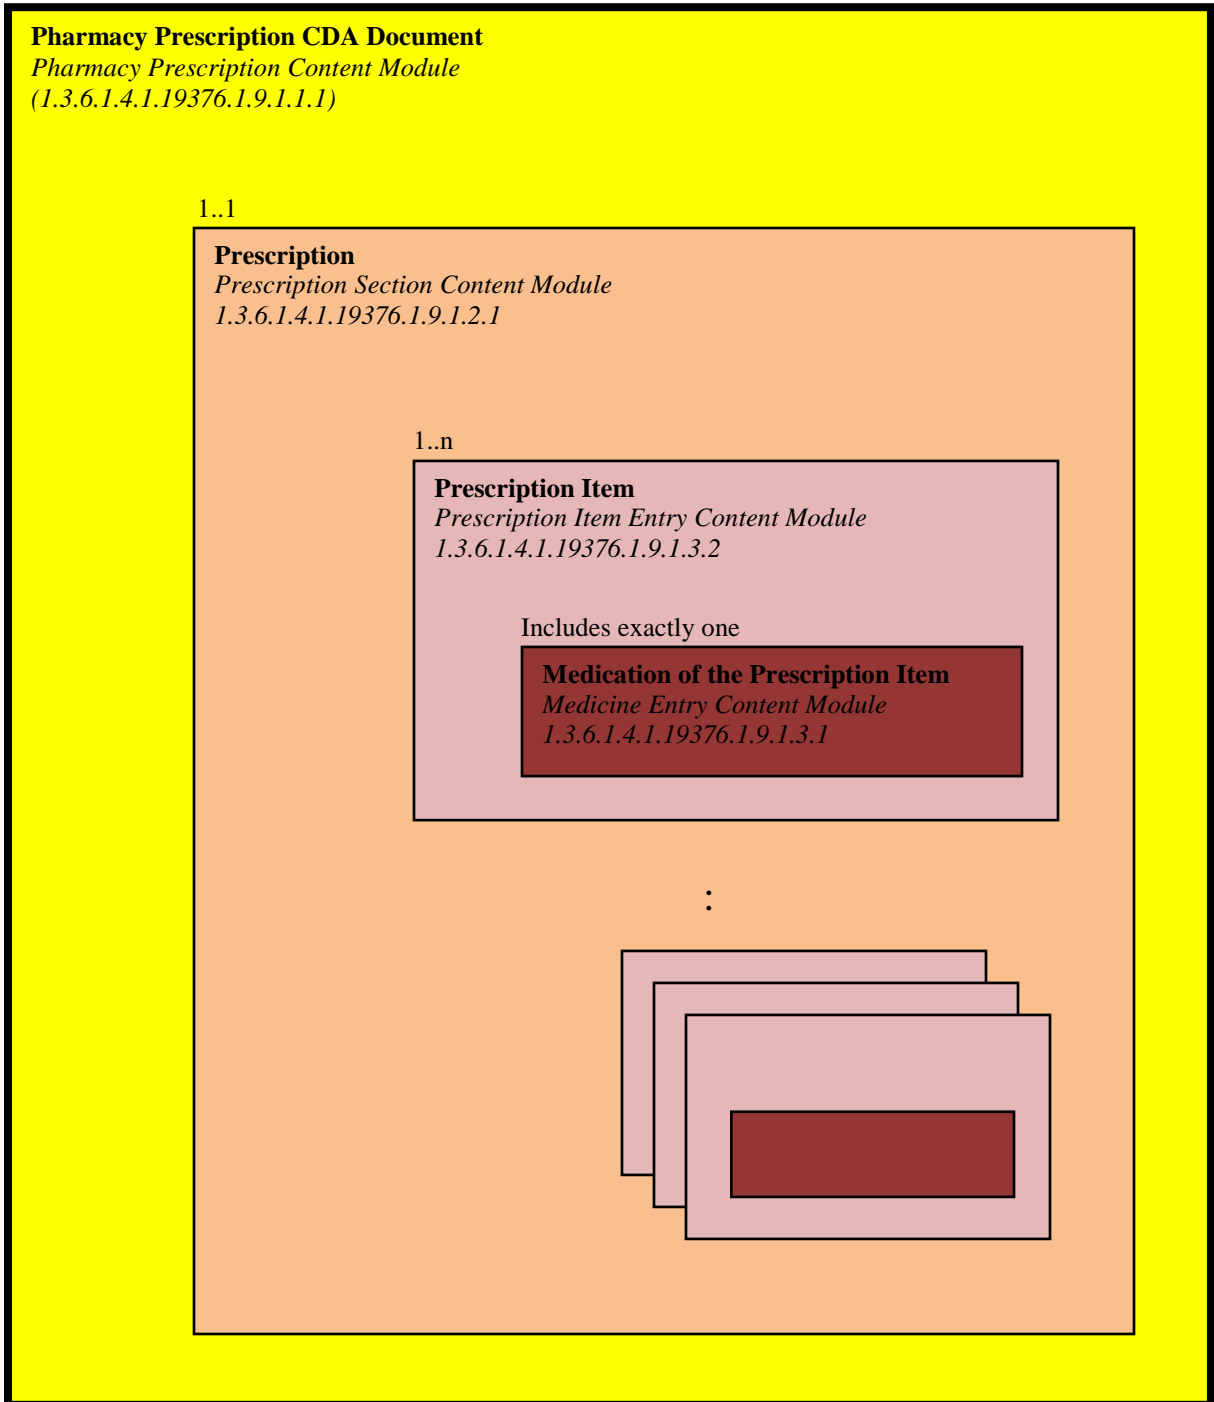 Pharmacy Prescription CDA Document
Pharmacy Prescription Content Module
(1.3.6.1.4.1.19376.1.9.1.1.1)
1..1
Prescription
Prescription Section Content Module
1.3.6.1.4.1.19376.1.9.1.2.1
1..n
Prescription Item
Prescription Item Entry Content Module
1.3.6.1.4.1.19376.1.9.1.3.2
Includes exactly one
Medication of the Prescription Item
Medicine Entry Content Module
1.3.6.1.4.1.19376.1.9.1.3.1
: